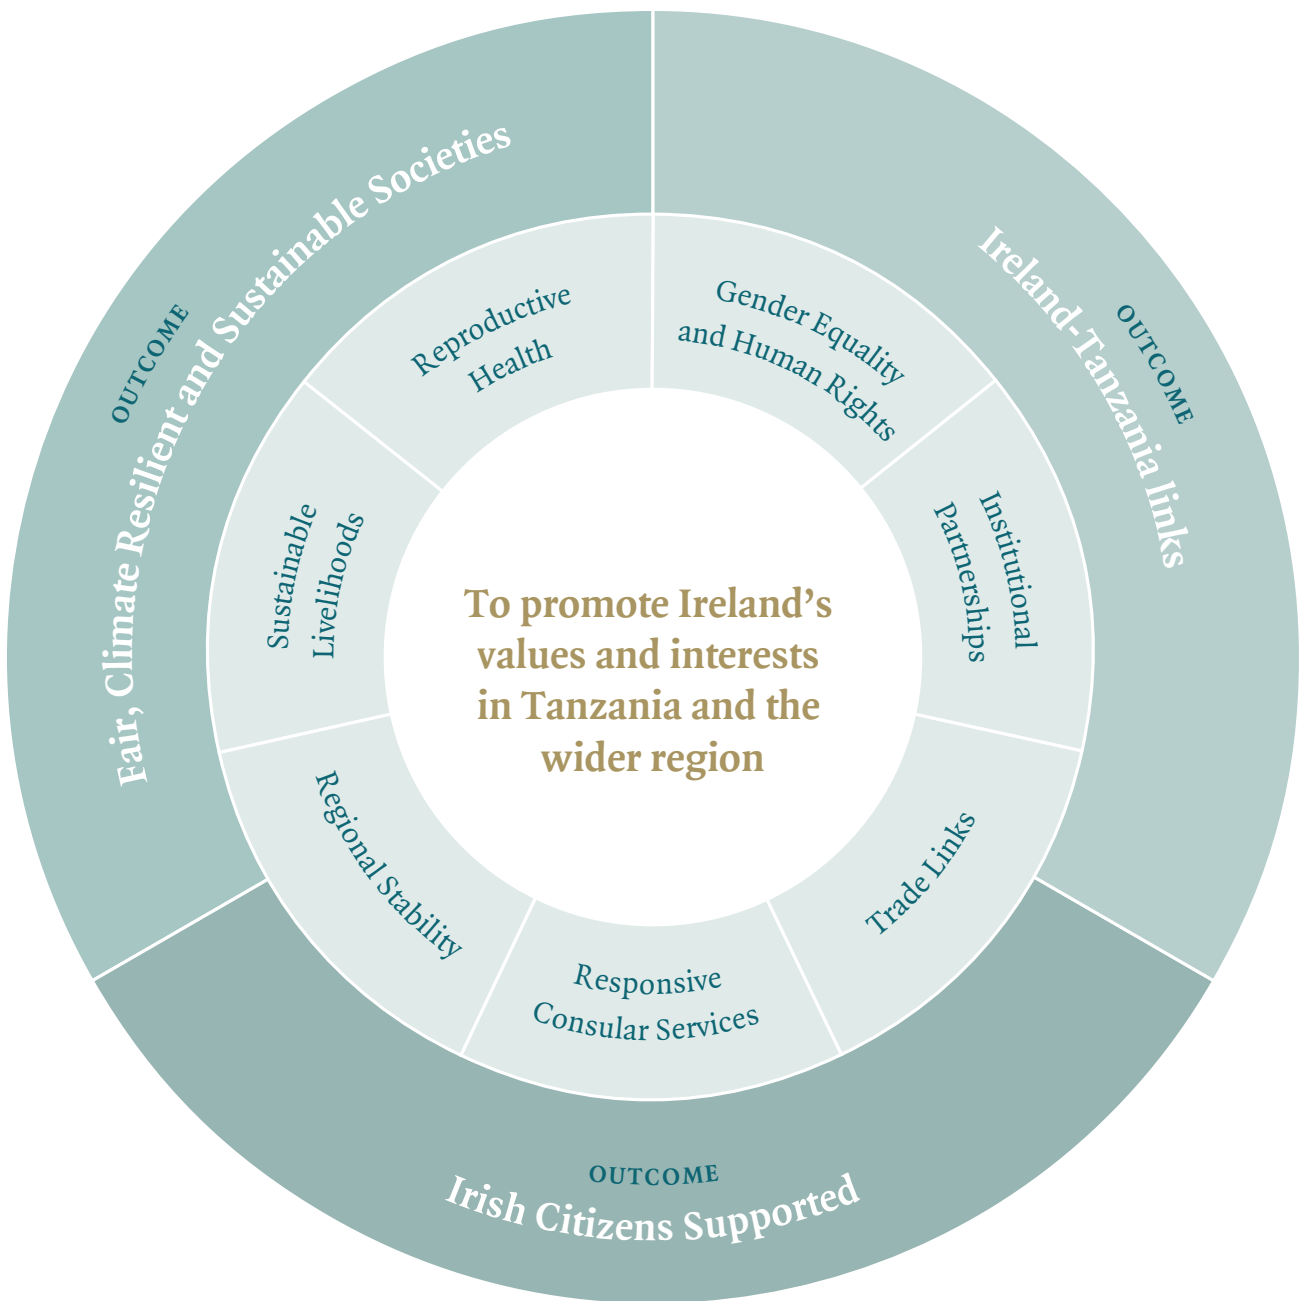 OUTCOME
Fair, Climate Resilient and Sustainable Societies
OUTCOME
Ireland-Tanzania links
OUTCOME
Irish Citizens Supported
Reproductive
Health
Gender Equality
and Human Rights
Institutional
Partnerships
Trade Links
Responsive
Consular Services
Regional Stability
Sustainable
Livelihoods
To promote Ireland’s
values and interests
in Tanzania and the
wider region